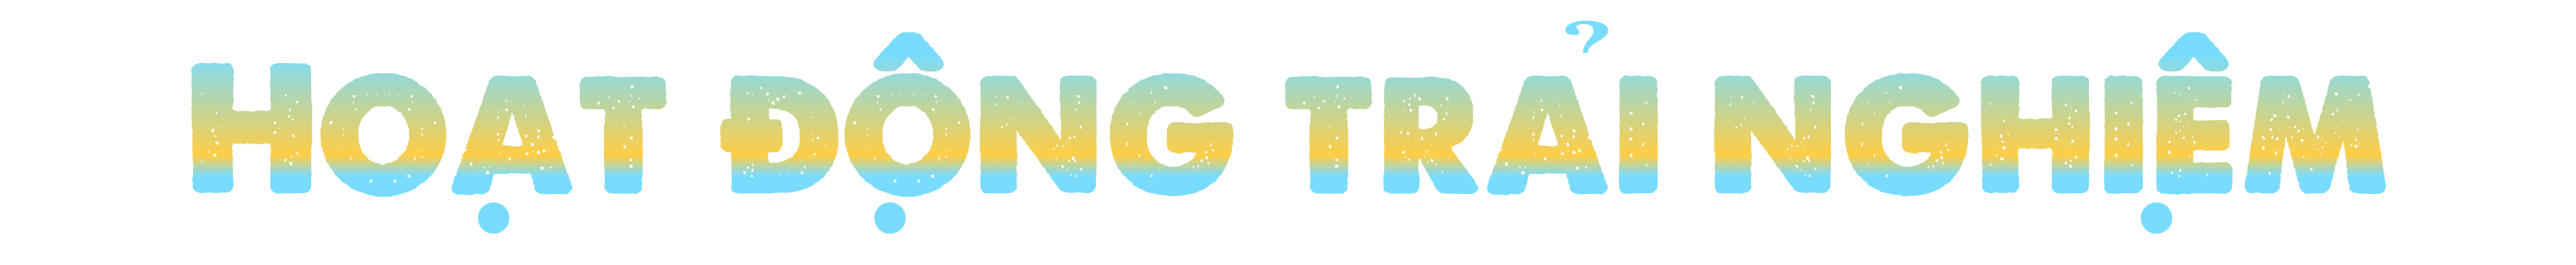 HOẠT ĐỘNG TRẢI NGHIỆM